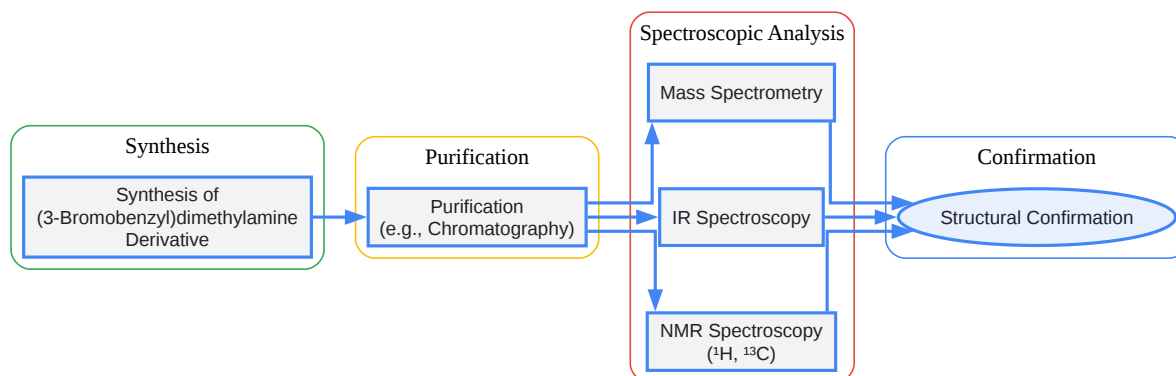 Synthesis
Synthesis of
(3-Bromobenzyl)dimethylamine
Derivative
Purification
Purification
(e.g., Chromatography)
Spectroscopic Analysis
Mass Spectrometry
IR Spectroscopy
NMR Spectroscopy
(¹H, ¹³C)
Confirmation
Structural Confirmation